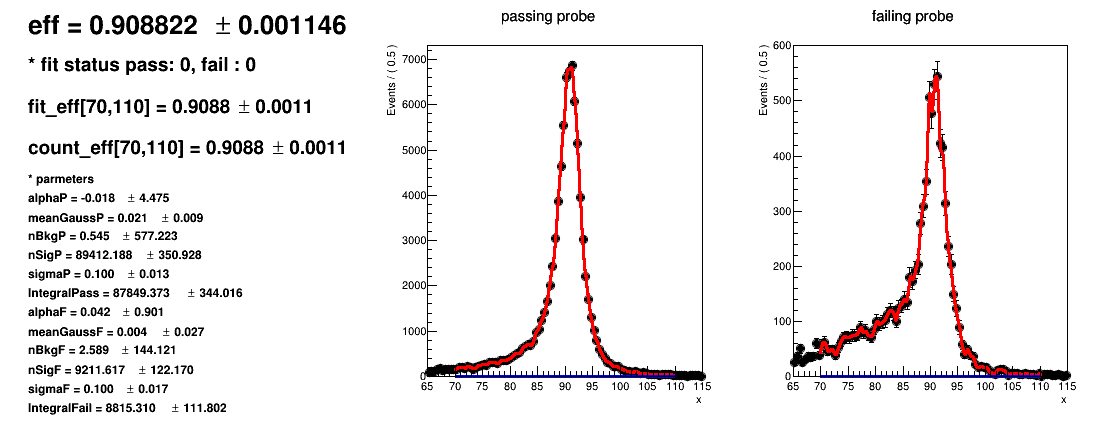 eff = 0.908822 ± 0.001146
* fit status pass: 0, fail : 0
fit_eff[70,110] = 0.9088 ± 0.0011
count_eff[70,110] = 0.9088 ± 0.0011
* parmeters
alphaP = -0.018 ± 4.475
meanGaussP = 0.021 ± 0.009
nBkgP = 0.545 ± 577.223
nSigP = 89412.188 ± 350.928
sigmaP = 0.100 ± 0.013
IntegralPass = 87849.373 ± 344.016
alphaF = 0.042 ± 0.901
meanGaussF = 0.004 ± 0.027
nBkgF = 2.589 ± 144.121
nSigF = 9211.617 ± 122.170
sigmaF = 0.100 ± 0.017
IntegralFail = 8815.310 ± 111.802
passing probe
Events / ( 0.5 )
7000
6000
5000
4000
3000
2000
1000
0
65 70 75 80 85 90 95 100 105 110 115
x
failing probe
Events / ( 0.5 )
600
500
400
300
200
100
0
65 70 75 80 85 90 95 100 105 110 115
x